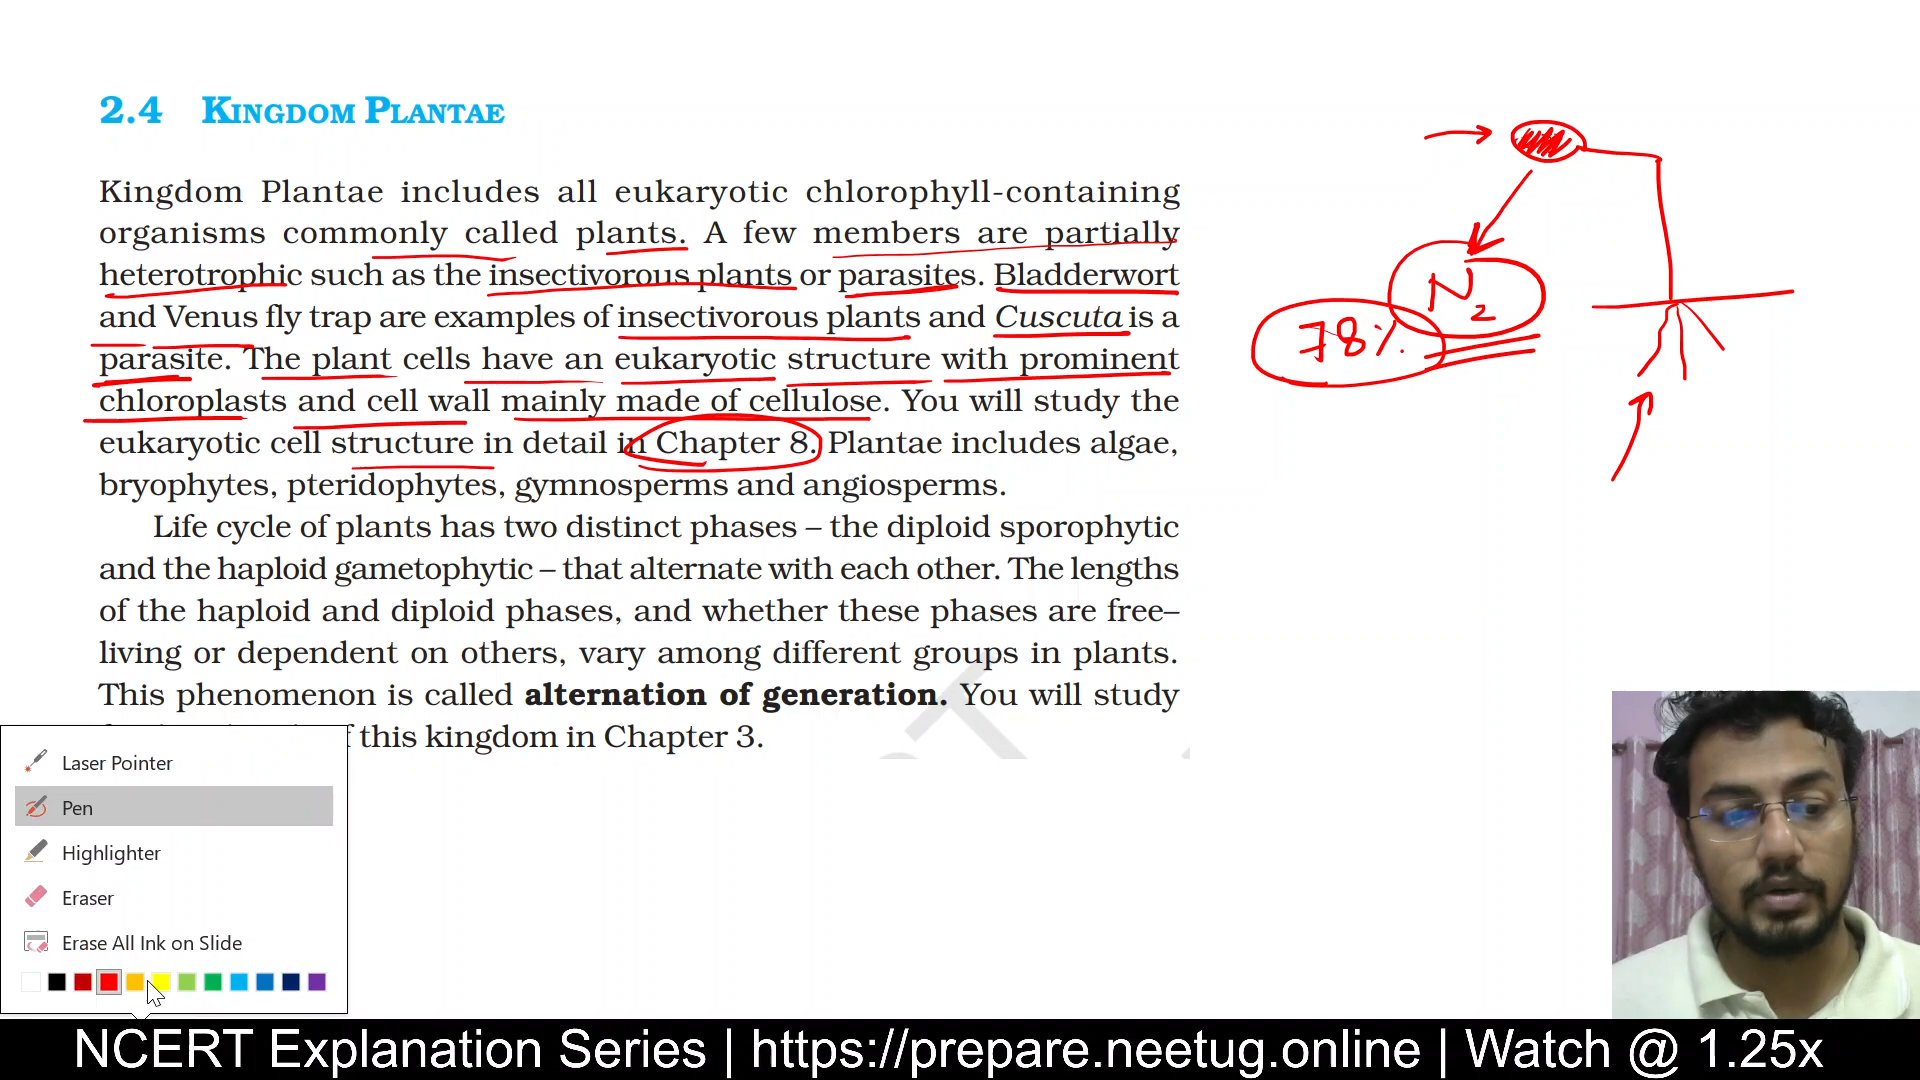 2.4 KINGDOM PLANTAE
Kingdom Plantae includes all eukaryotic chlorophyll-containing
organisms commonly called plants. A few members are partially
heterotrophic such as the insectivorous plants or parasites. Bladderwort
and Venus fly trap are examples of insectivorous plants and Cuscuta is a
parasite. The plant cells have an eukaryotic structure with prominent
chloroplasts and cell wall mainly made of cellulose. You will study the
eukaryotic cell structure in detail in Chapter 8. Plantae includes algae,
bryophytes, pteridophytes, gymnosperms and angiosperms.
Life cycle of plants has two distinct phases – the diploid sporophytic
and the haploid gametophytic – that alternate with each other. The lengths
of the haploid and diploid phases, and whether these phases are free–
living or dependent on others, vary among different groups in plants.
This phenomenon is called alternation of generation. You will study
of this kingdom in Chapter 3.
N2
78%
Laser Pointer
Pen
Highlighter
Eraser
Erase All Ink on Slide
NCERT Explanation Series | https://prepare.neetug.online | Watch @ 1.25x